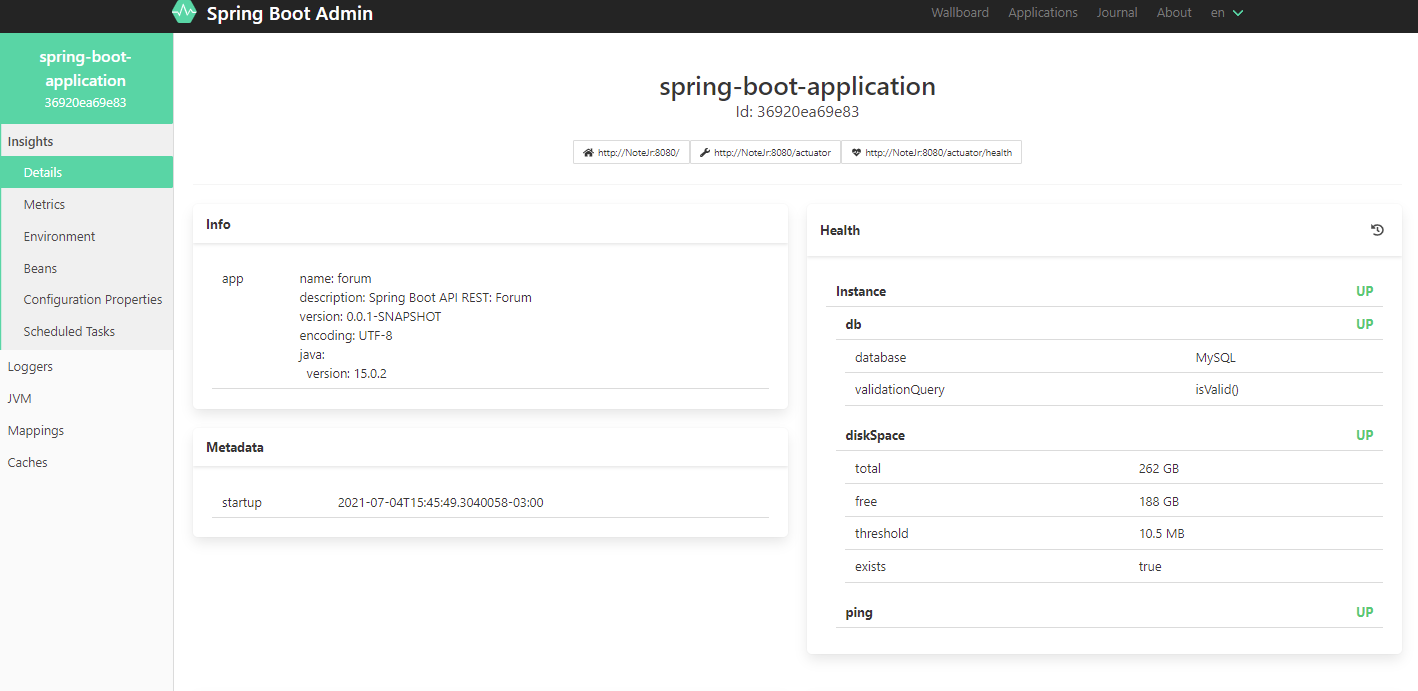 Spring Boot Admin
Wallboard Applications Journal About en
spring-boot-
application
36920ea69e83
Insights
Details
Metrics
Environment
Beans
Configuration Properties
Scheduled Tasks
Loggers
JVM
Mappings
Caches
spring-boot-application
Id: 36920ea69e83
http://NoteJr:8080/ http://NoteJr:8080/actuator http://NoteJr:8080/actuator/health
Info
app name: forum
description: Spring Boot API REST: Forum
version: 0.0.1-SNAPSHOT
encoding: UTF-8
java:
version: 15.0.2
Metadata
startup 2021-07-04T15:45:49.3040058-03:00
Health
Instance UP
db UP
database MySQL
validationQuery isValid()
diskSpace UP
total 262 GB
free 188 GB
threshold 10.5 MB
exists true
ping UP